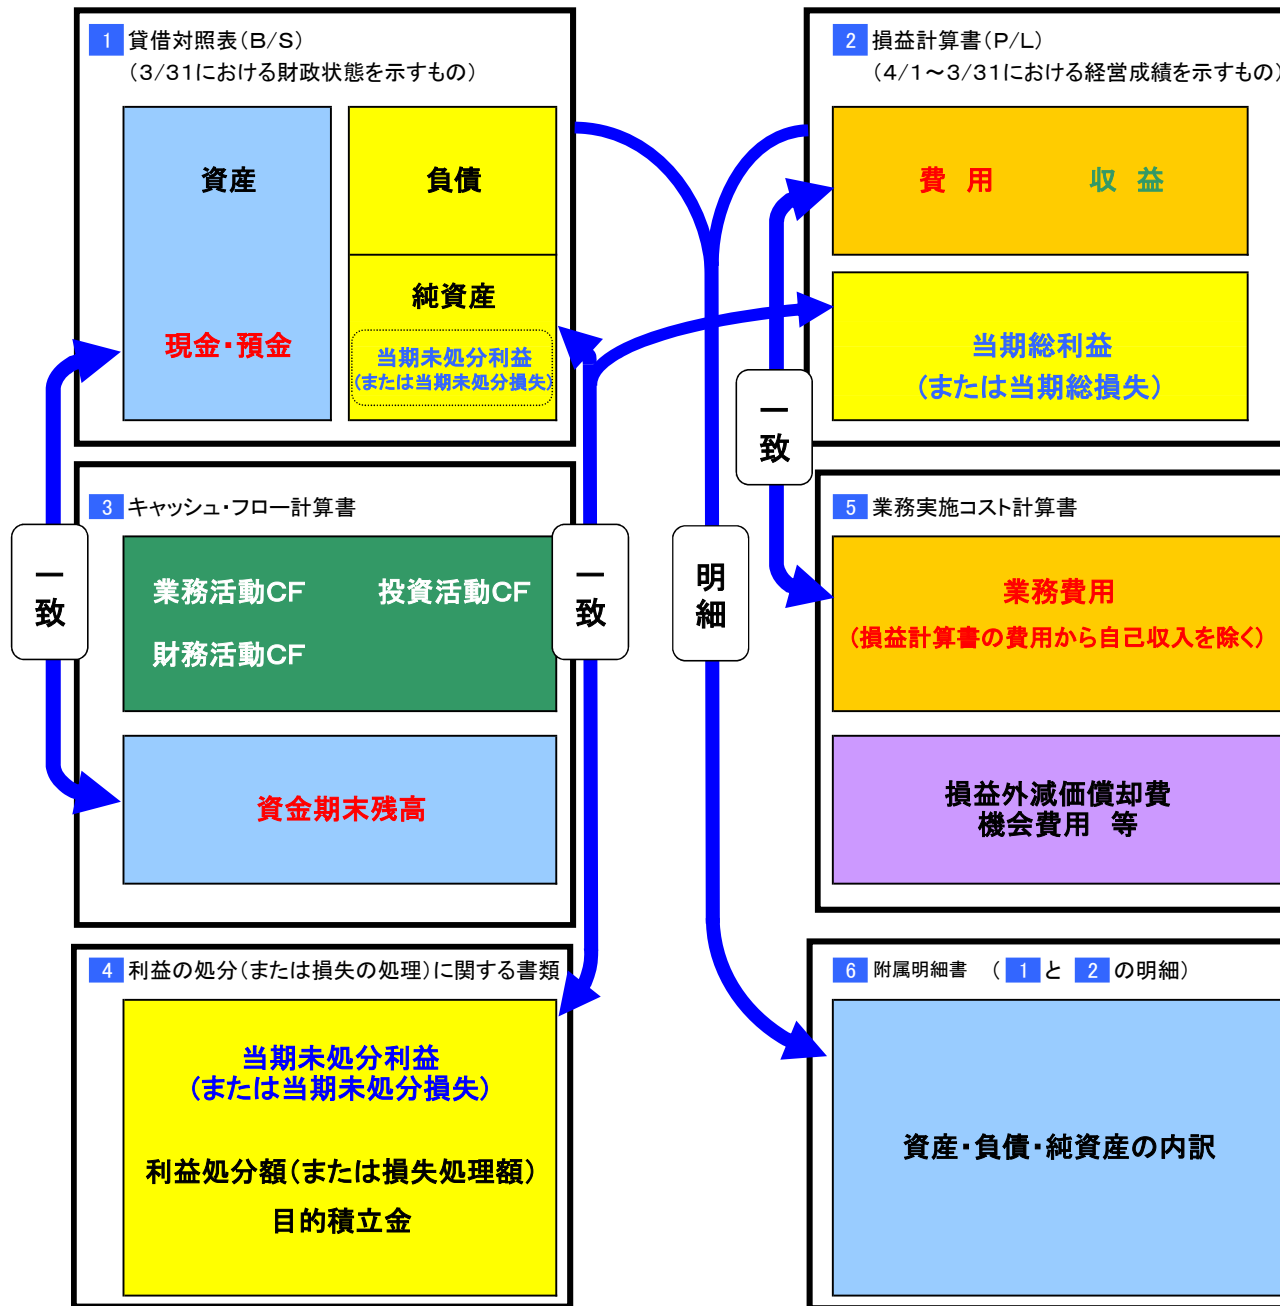 1 貸借対照表（B/S）
（3/31における財政状態を示すもの）
資産
負債
純資産
現金・預金
当期未処分利益
（または当期未処分損失）
2 損益計算書（P/L）
（4/1～3/31における経営成績を示すもの）
費　用　　収　益
当期総利益
（または当期総損失）
一致
3 キャッシュ・フロー計算書
業務活動CF　　投資活動CF
財務活動CF
資金期末残高
一致
一致
明細
5 業務実施コスト計算書
業務費用
（損益計算書の費用から自己収入を除く）
損益外減価償却費
機会費用　等
4 利益の処分（または損失の処理）に関する書類
当期未処分利益
（または当期未処分損失）
利益処分額（または損失処理額）
目的積立金
6 附属明細書　（ 1 と 2 の明細）
資産・負債・純資産の内訳